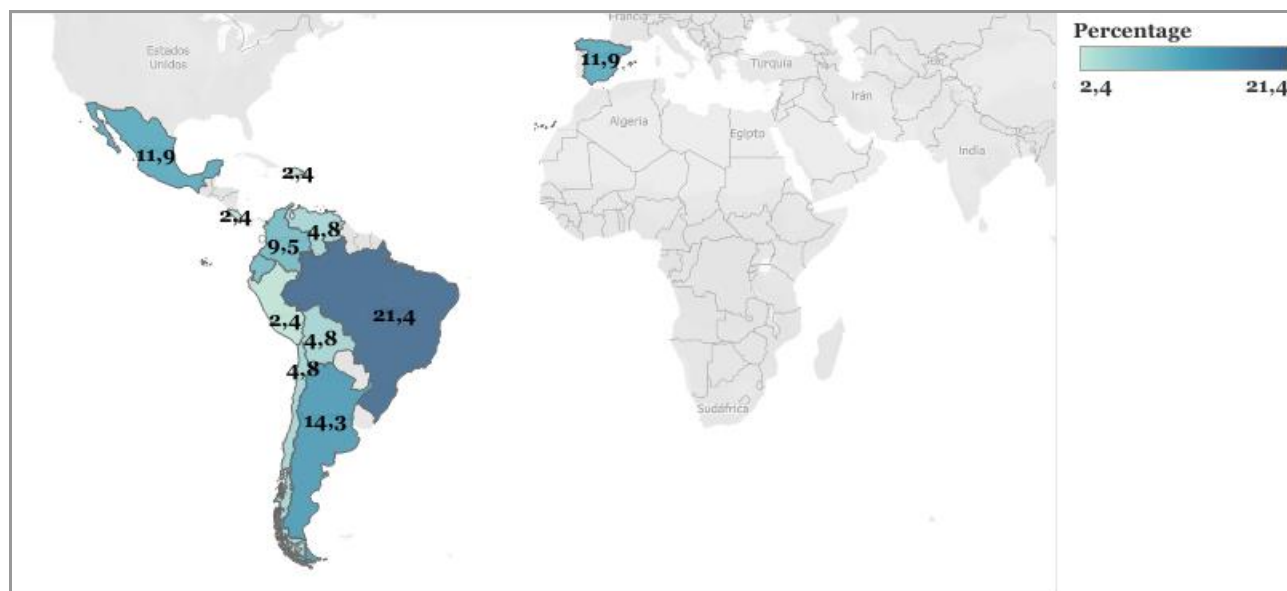 Percentage
2,4 21,4
Francia
Estados
Unidos
11,9
Turquía
Irán
Argelia
Egipto
India
11,9
2,4
2,4
4,8
9,5
21,4
2,4
4,8
4,8
Sudáfrica
14,3